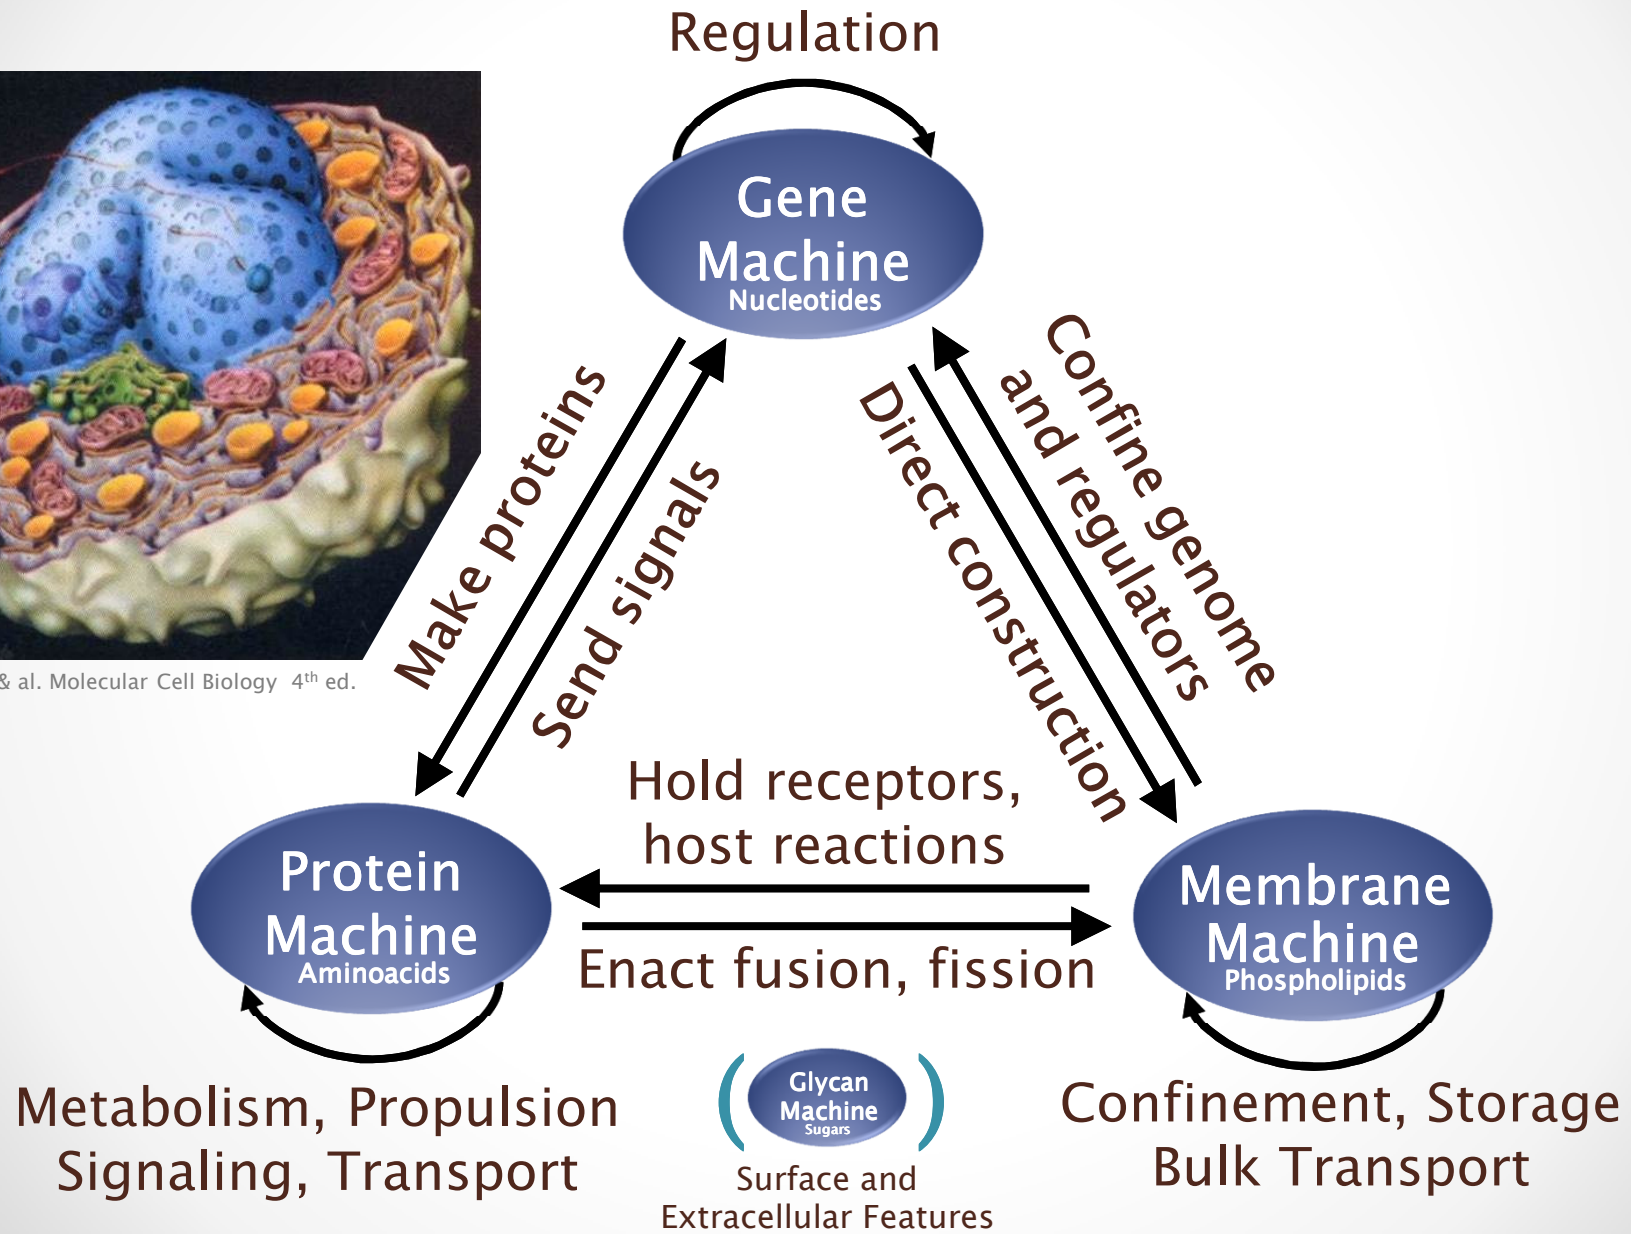 Regulation
Gene
Machine
Nucleotides
& al. Molecular Cell Biology 4th ed.
Make proteins
Send signals
Direct construction
Confine genome
and regulators
Hold receptors,
host reactions
Enact fusion, fission
Protein
Machine
Aminoacids
Membrane
Machine
Phospholipids
Metabolism, Propulsion
Signaling, Transport
Glycan
Machine
Sugars
Surface and
Extracellular Features
Confinement, Storage
Bulk Transport